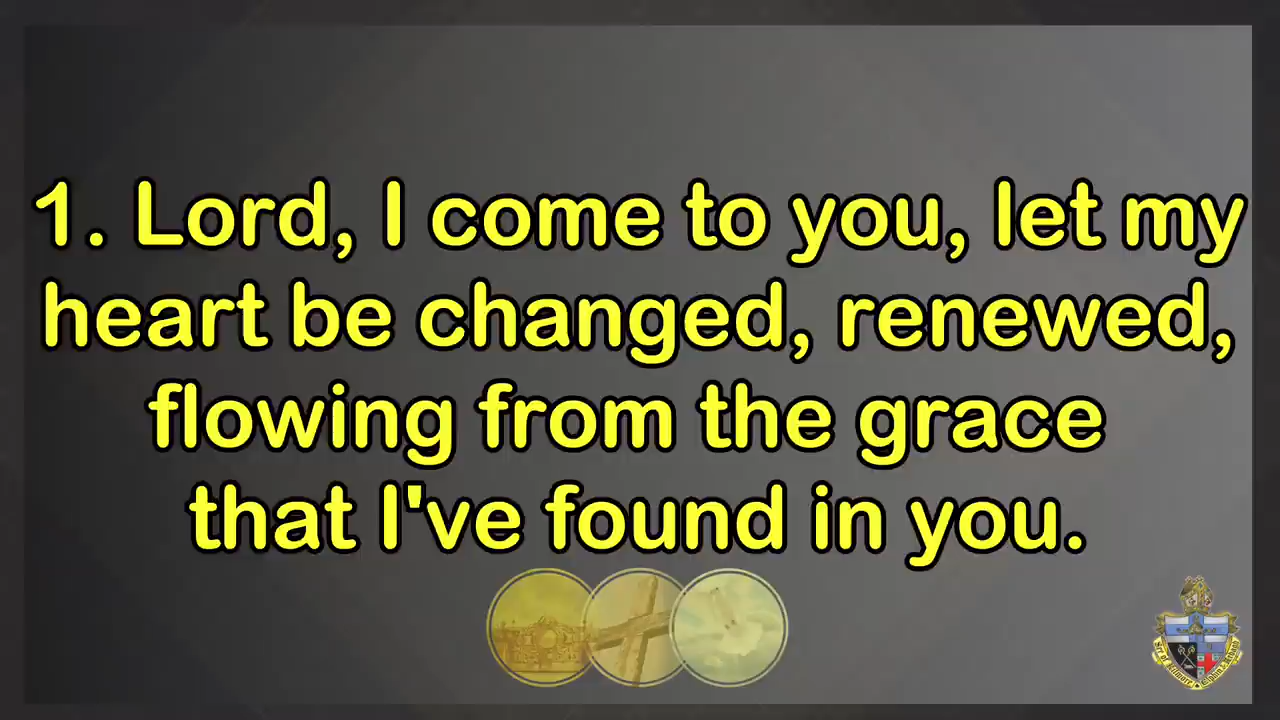 1. Lord, I come to you, let my
heart be changed, renewed,
flowing from the grace
that I've found in you.